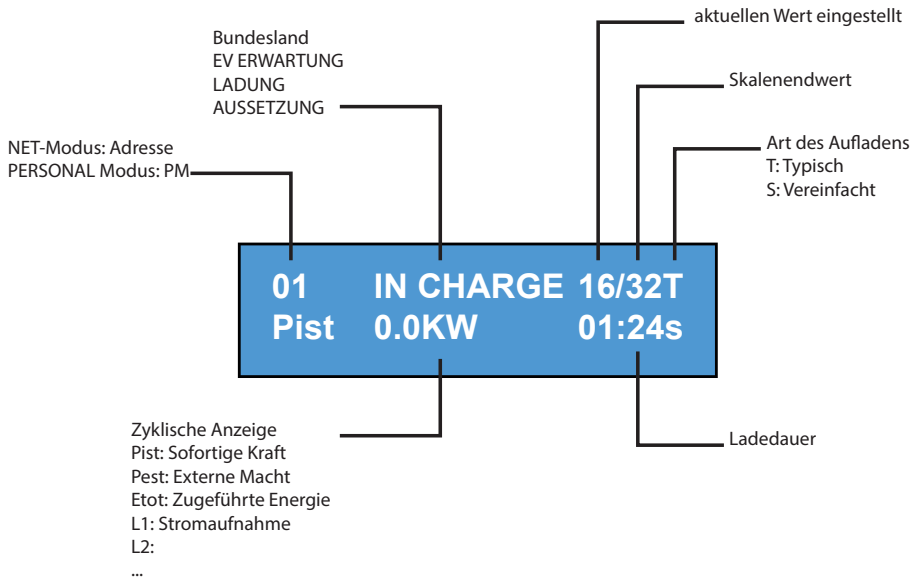 aktuellen Wert eingestellt
Bundesland
EV ERWARTUNG
LADUNG
AUSSETZUNG
Skalenendwert
NET-Modus: Adresse
PERSONAL Modus: PM
Art des Aufladens
T: Typisch
S: Vereinfacht
01 IN CHARGE 16/32T
Pist 0.0KW 01:24s
Zyklische Anzeige
Pist: Sofortige Kraft
Pest: Externe Macht
Etot: Zugeführte Energie
L1: Stromaufnahme
L2:
...
Ladedauer